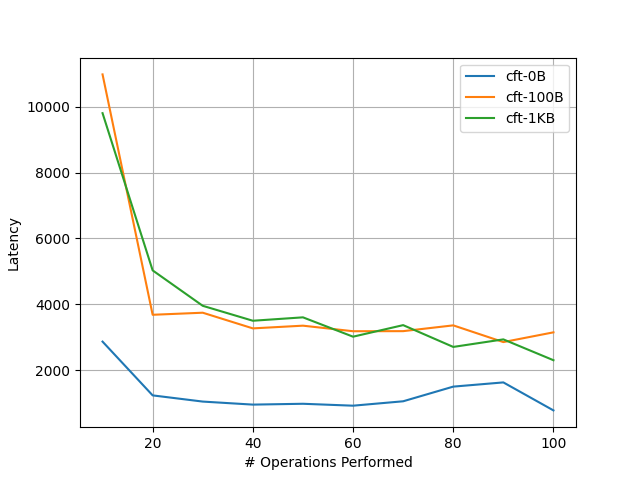 cft-0B
cft-100B
cft-1KB
10000
8000
6000
4000
2000
Latency
20 40 60 80 100
# Operations Performed